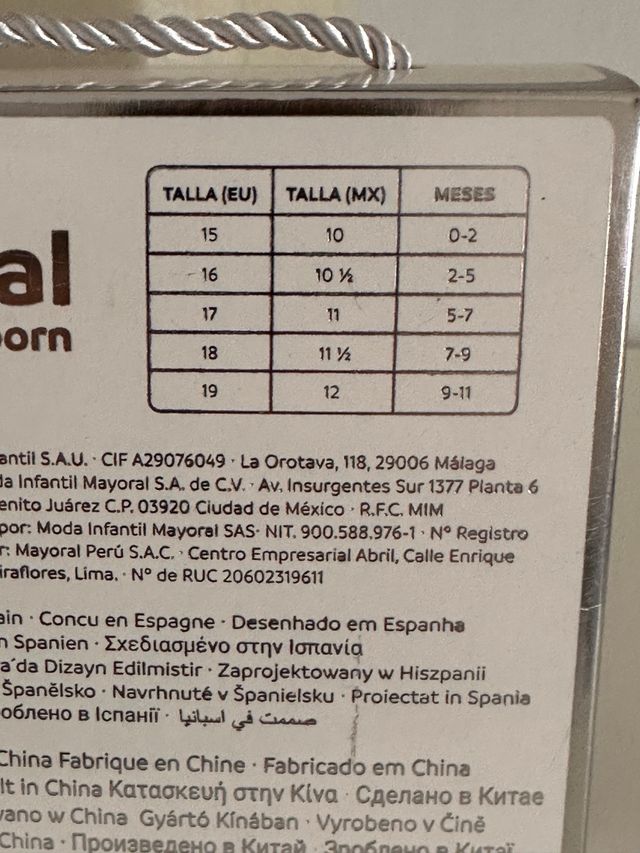 TALLA (EU) TALLA (MX) MESES
15 10 0-2
16 10 ½ 2-5
17 11 5-7
18 11 ½ 7-9
19 12 9-11
al
orn
antil S.A.U. · CIF A29076049 · La Orotava, 118, 29006 Málaga
da Infantil Mayoral S.A. de C.V. · Av. Insurgentes Sur 1377 Planta 6
enito Juárez C.P. 03920 Ciudad de México · R.F.C. MIM
por: Moda Infantil Mayoral SAS· NIT. 900.588.976-1 · Nº Registro
r: Mayoral Perú S.A.C. · Centro Empresarial Abril, Calle Enrique
iraflores, Lima. · Nº de RUC 20602319611
ain · Concu en Espagne · Desenhado em Espanha
n Spanien · Σχεδιασμένο στην Ισπανία
a'da Dizayn Edilmistir · Zaprojektowany w Hiszpanii
Španělsko · Navrhnuté v Španielsku · Proiectat in Spania
облено в Іспанії · صممت في اسبانيا
China Fabrique en Chine · Fabricado em China
lt in China Κατασκευή στην Κίνα · Сделано в Китае
wano w China Gyártó Kínában · Vyrobeno v Čině
China · Произведено в Китай · Зроблено в Китаї